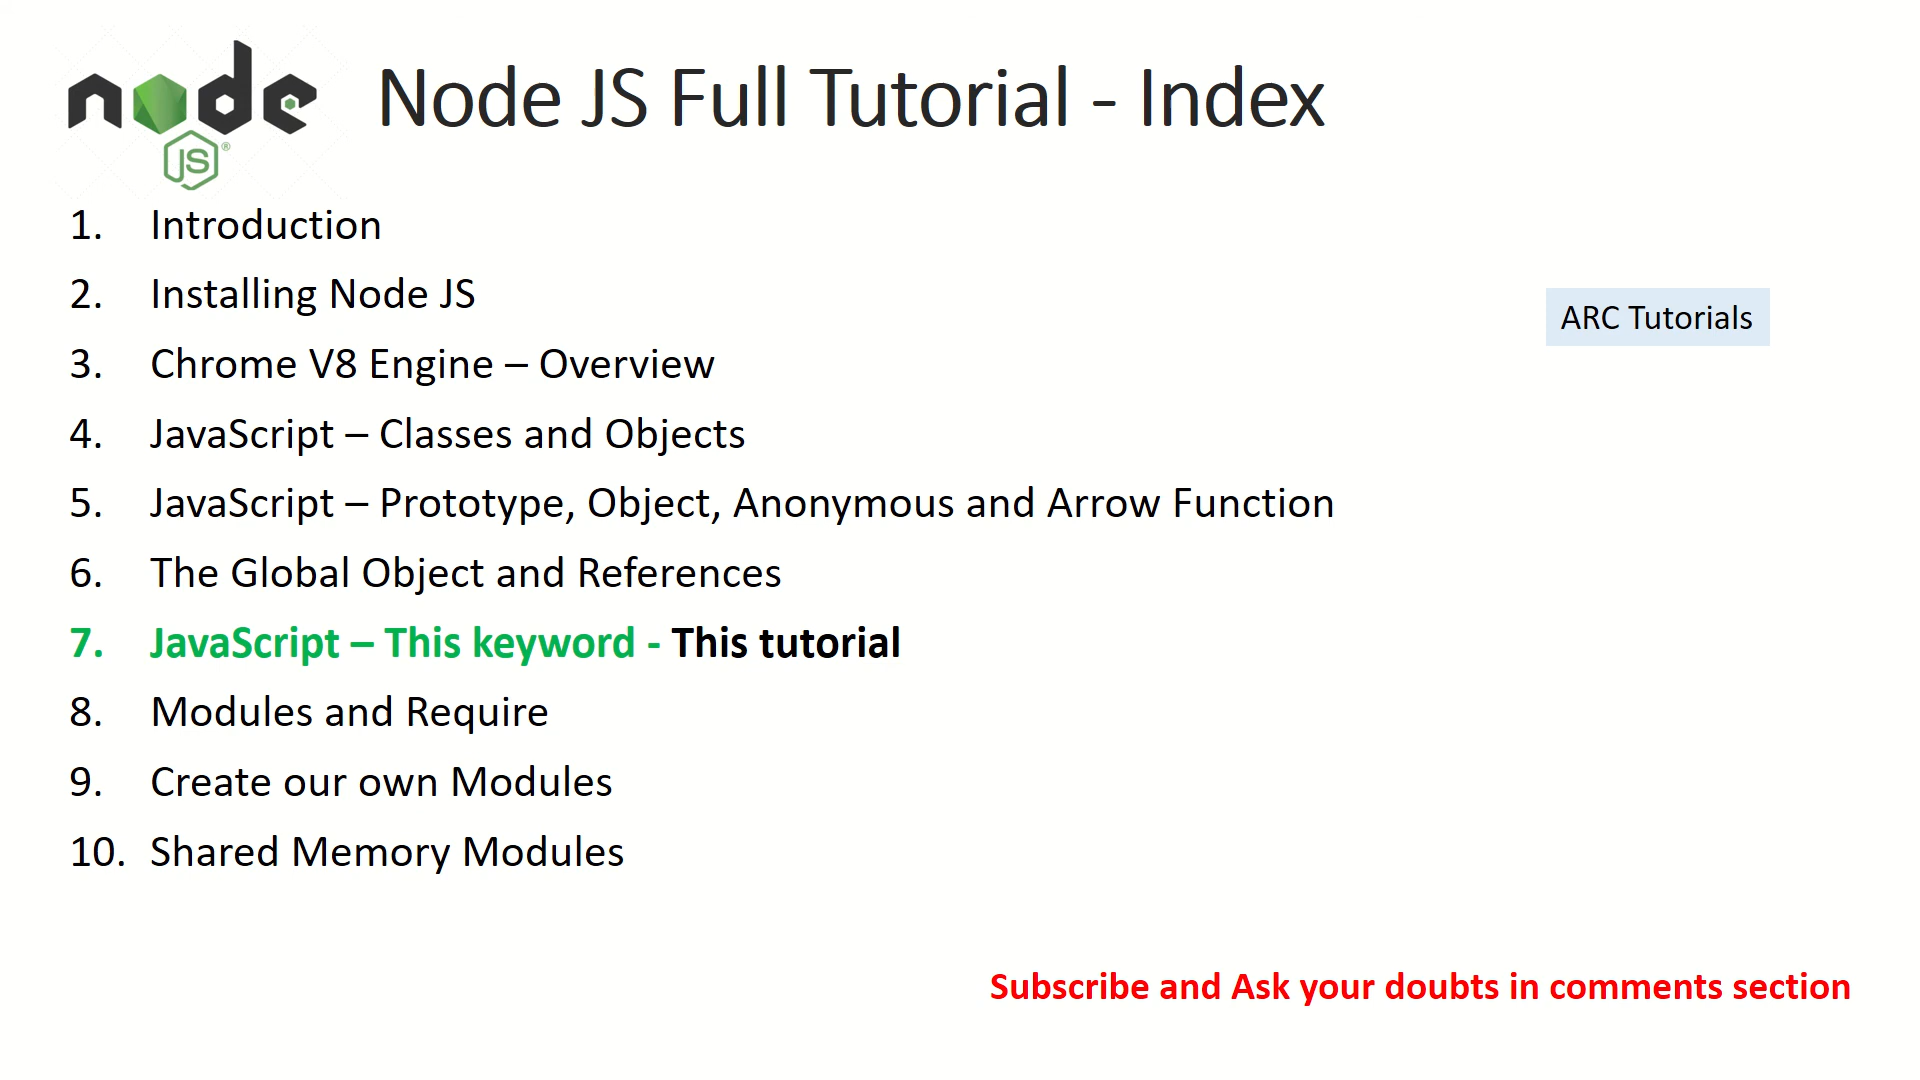 node
JS®
Node JS Full Tutorial - Index
1. Introduction
2. Installing Node JS
3. Chrome V8 Engine – Overview
4. JavaScript – Classes and Objects
5. JavaScript – Prototype, Object, Anonymous and Arrow Function
6. The Global Object and References
7. JavaScript – This keyword - This tutorial
8. Modules and Require
9. Create our own Modules
10. Shared Memory Modules
ARC Tutorials
Subscribe and Ask your doubts in comments section